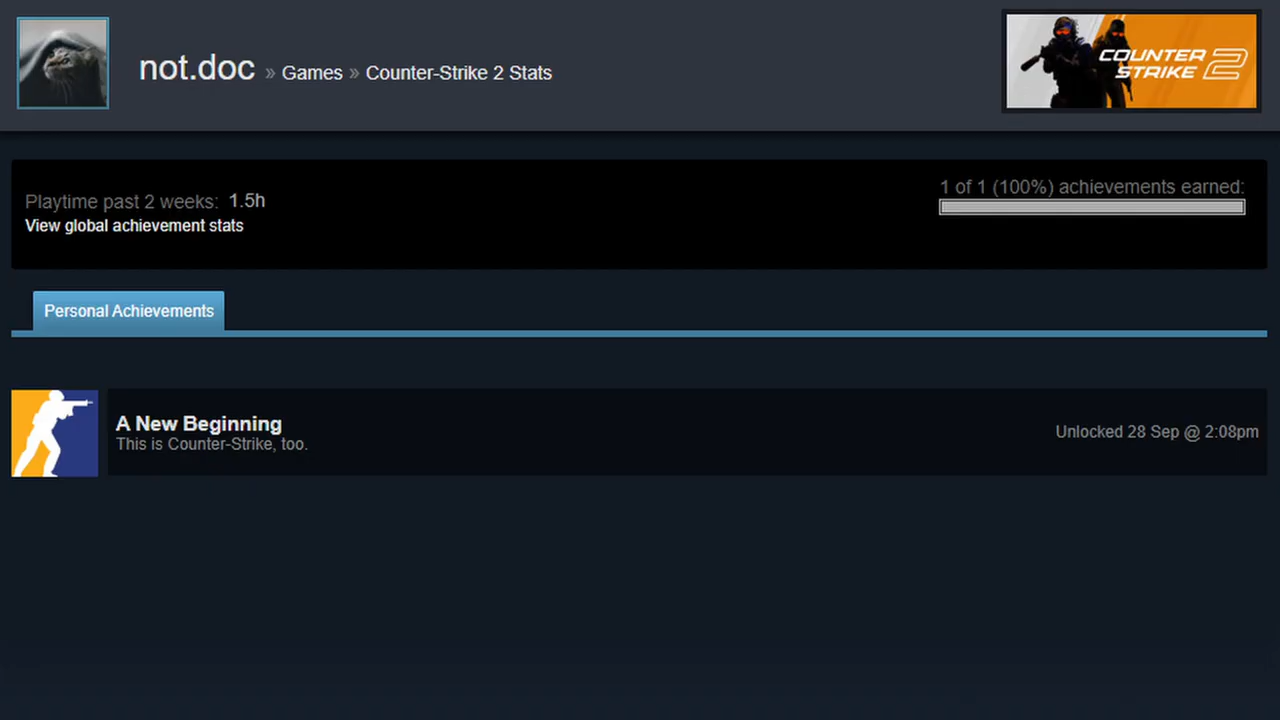 not.doc » Games » Counter-Strike 2 Stats
COUNTER
STRIKE 2
Playtime past 2 weeks: 1.5h
View global achievement stats
1 of 1 (100%) achievements earned:
Personal Achievements
A New Beginning
This is Counter-Strike, too.
Unlocked 28 Sep @ 2:08pm